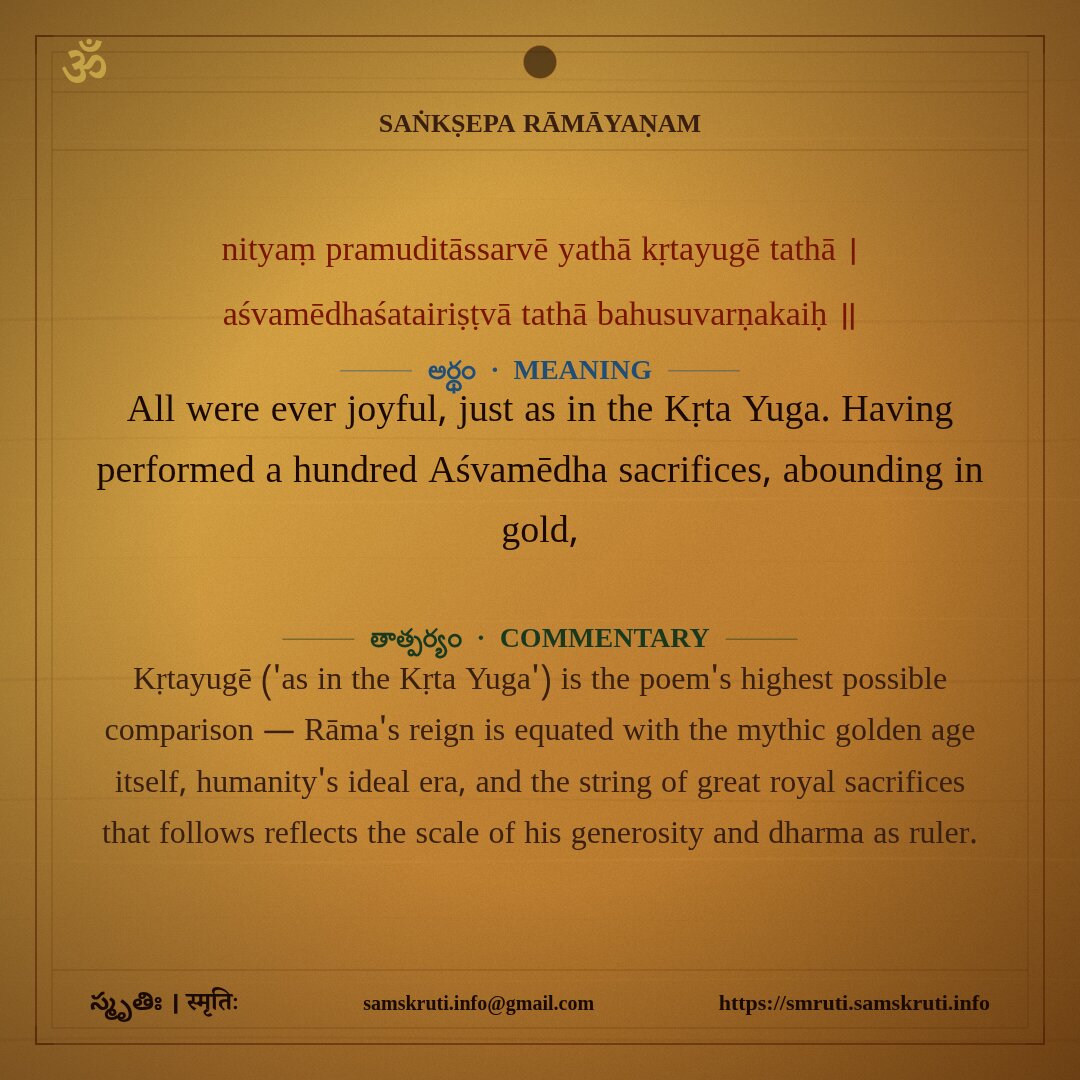 ॐ
SAṄKṢEPA RĀMĀYAṆAM
nityaṃ pramuditāssarvē yathā kṛtayugē tathā |
aśvamēdhaśatairiṣṭvā tathā bahusuvarṇakaiḥ ||
అర్థం · MEANING
All were ever joyful, just as in the Kṛta Yuga. Having
performed a hundred Aśvamēdha sacrifices, abounding in
gold,
తాత్పర్యం · COMMENTARY
Kṛtayugē ('as in the Kṛta Yuga') is the poem's highest possible
comparison — Rāma's reign is equated with the mythic golden age
itself, humanity's ideal era, and the string of great royal sacrifices
that follows reflects the scale of his generosity and dharma as ruler.
స్మృతిః | स्मृतिः samskruti.info@gmail.com https://smruti.samskruti.info